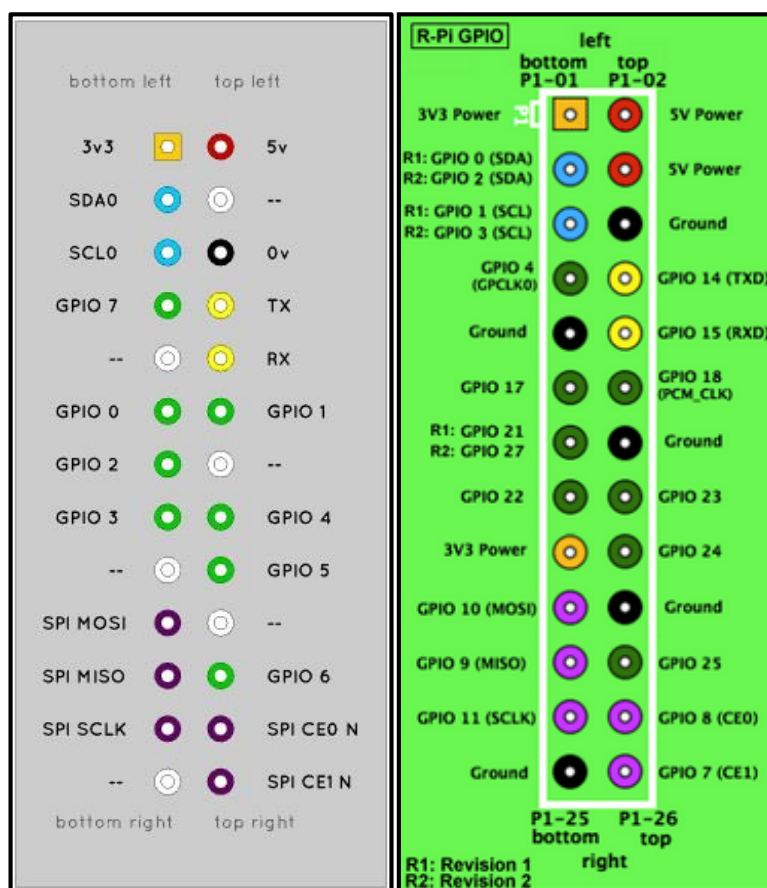 bottom left top left
3v3 5v
SDA0 --
SCL0 0v
GPIO 7 TX
-- RX
GPIO 0 GPIO 1
GPIO 2 --
GPIO 3 GPIO 4
-- GPIO 5
SPI MOSI --
SPI MISO GPIO 6
SPI SCLK SPI CE0 N
-- SPI CE1 N
bottom right top right
R-Pi GPIO
left
bottom top
P1-01 P1-02
3V3 Power P1 5V Power
R1: GPIO 0 (SDA)
R2: GPIO 2 (SDA)
5V Power
R1: GPIO 1 (SCL)
R2: GPIO 3 (SCL)
Ground
GPIO 4
(GPCLK0)
GPIO 14 (TXD)
Ground GPIO 15 (RXD)
GPIO 17
GPIO 18
(PCM_CLK)
R1: GPIO 21
R2: GPIO 27
Ground
GPIO 22 GPIO 23
3V3 Power GPIO 24
GPIO 10 (MOSI) Ground
GPIO 9 (MISO) GPIO 25
GPIO 11 (SCLK) GPIO 8 (CE0)
Ground GPIO 7 (CE1)
P1-25 P1-26
bottom top
right
R1: Revision 1
R2: Revision 2